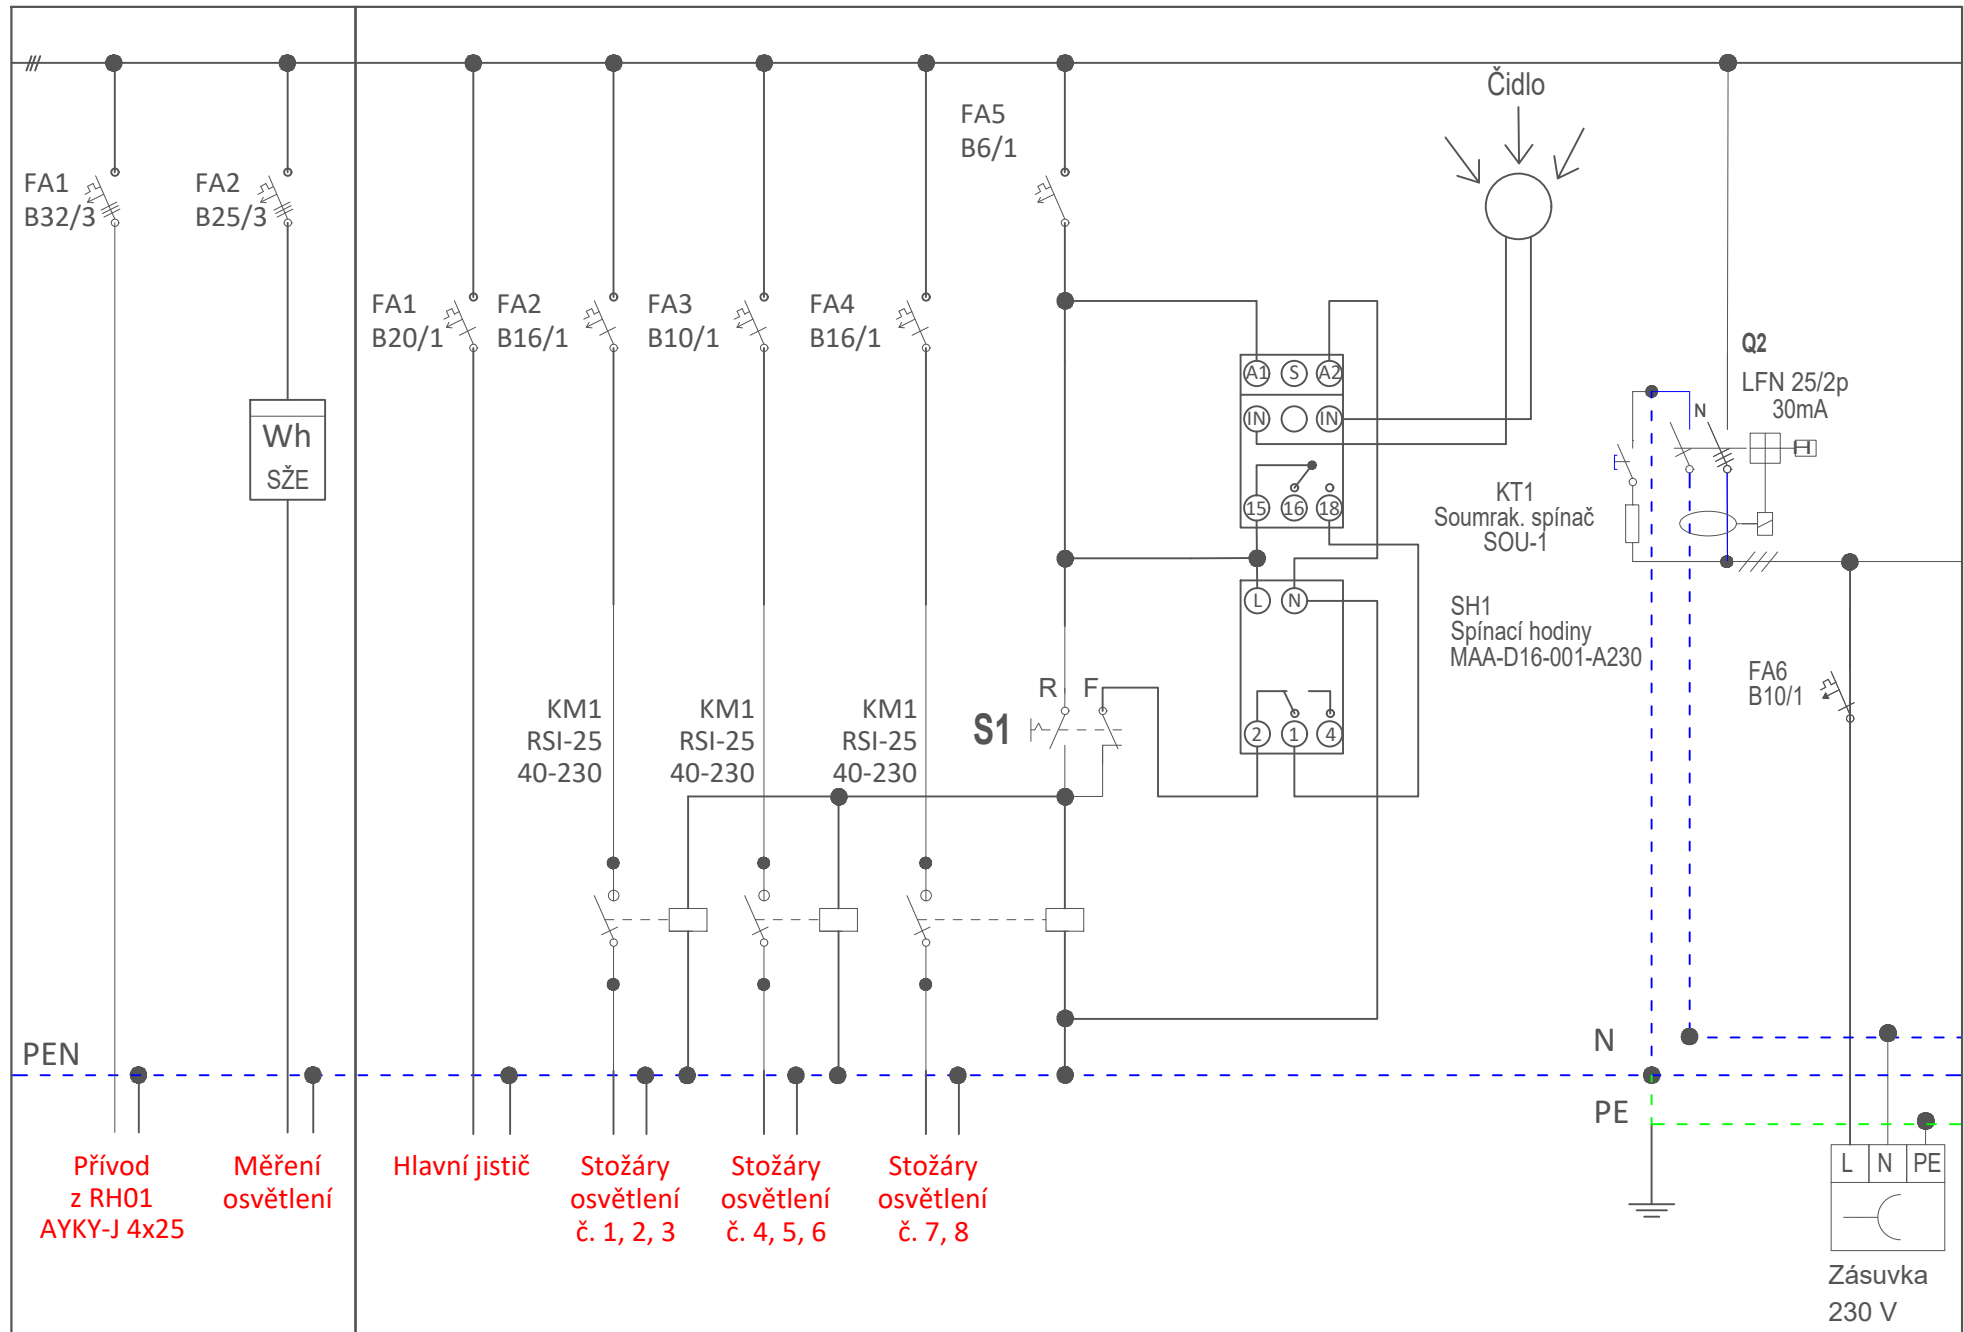 Čidlo
FA5
B6/1
FA1
B32/3
FA2
B25/3
FA1
B20/1
FA2
B16/1
FA3
B10/1
FA4
B16/1
Q2
LFN 25/2p
30mA
N
A1
S
A2
IN
IN
15
16
18
Wh
SŽE
KT1
Soumrak. spínač
SOU-1
L
N
SH1
Spínací hodiny
MAA-D16-001-A230
FA6
B10/1
KM1
RSI-25
40-230
KM1
RSI-25
40-230
KM1
RSI-25
40-230
R
F
S1
2
1
4
PEN
N
PE
Přívod
z RH01
AYKY-J 4x25
Měření
osvětlení
Hlavní jistič
Stožáry
osvětlení
č. 1, 2, 3
Stožáry
osvětlení
č. 4, 5, 6
Stožáry
osvětlení
č. 7, 8
L
N
PE
Zásuvka
230 V